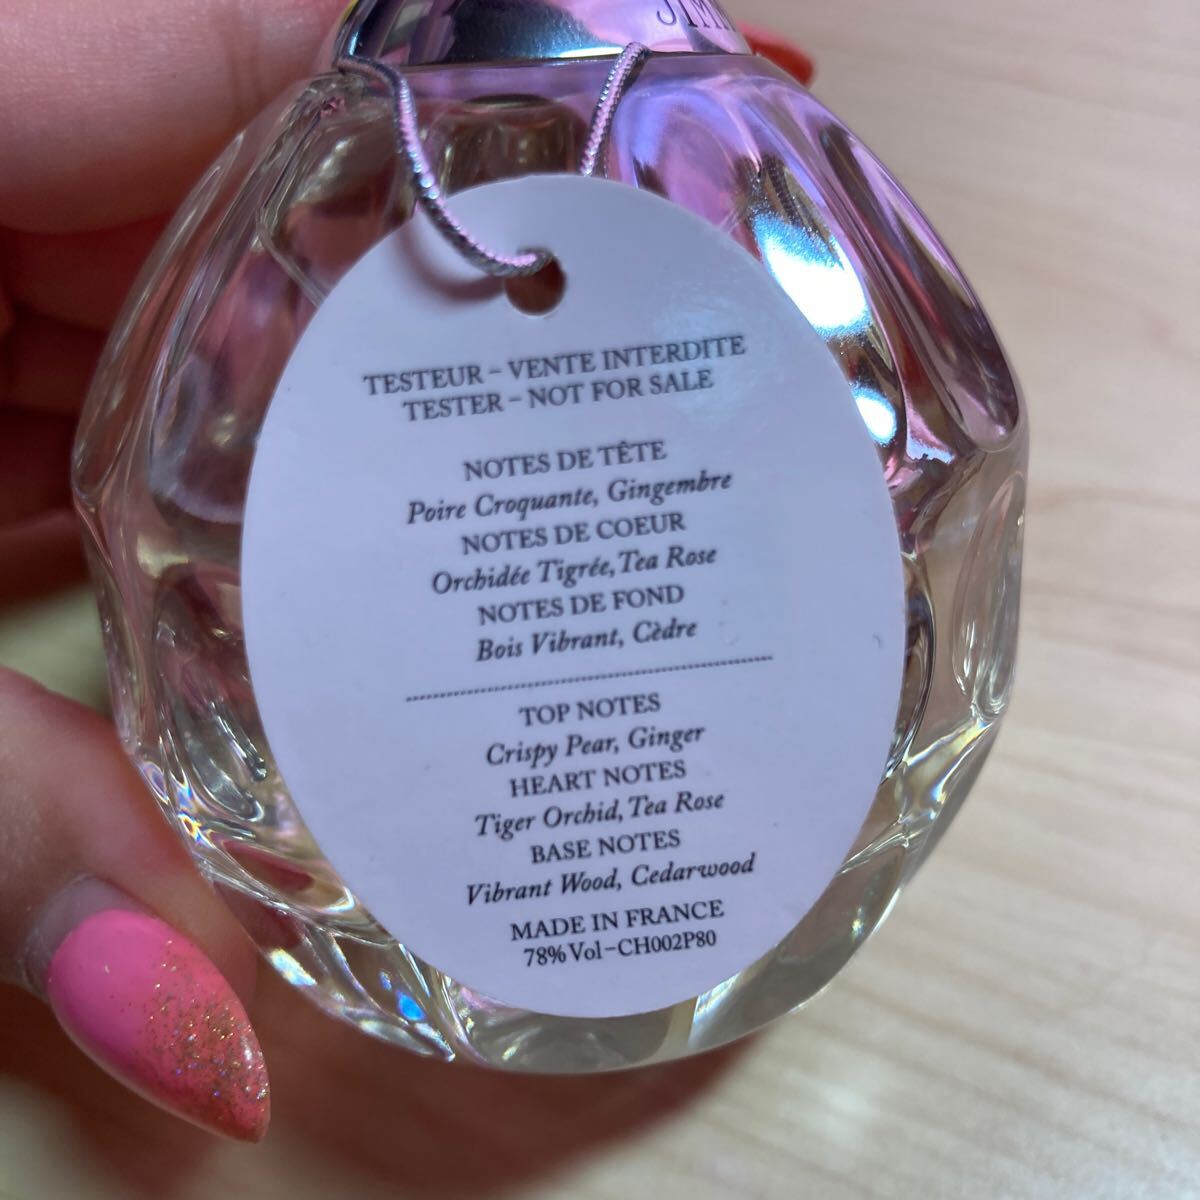 TESTEUR – VENTE INTERDITE
TESTER – NOT FOR SALE
NOTES DE TÊTE
Poire Croquante, Gingembre
NOTES DE COEUR
Orchidée Tigrée, Tea Rose
NOTES DE FOND
Bois Vibrant, Cèdre
TOP NOTES
Crispy Pear, Ginger
HEART NOTES
Tiger Orchid, Tea Rose
BASE NOTES
Vibrant Wood, Cedarwood
MADE IN FRANCE
78% Vol – CH002P80